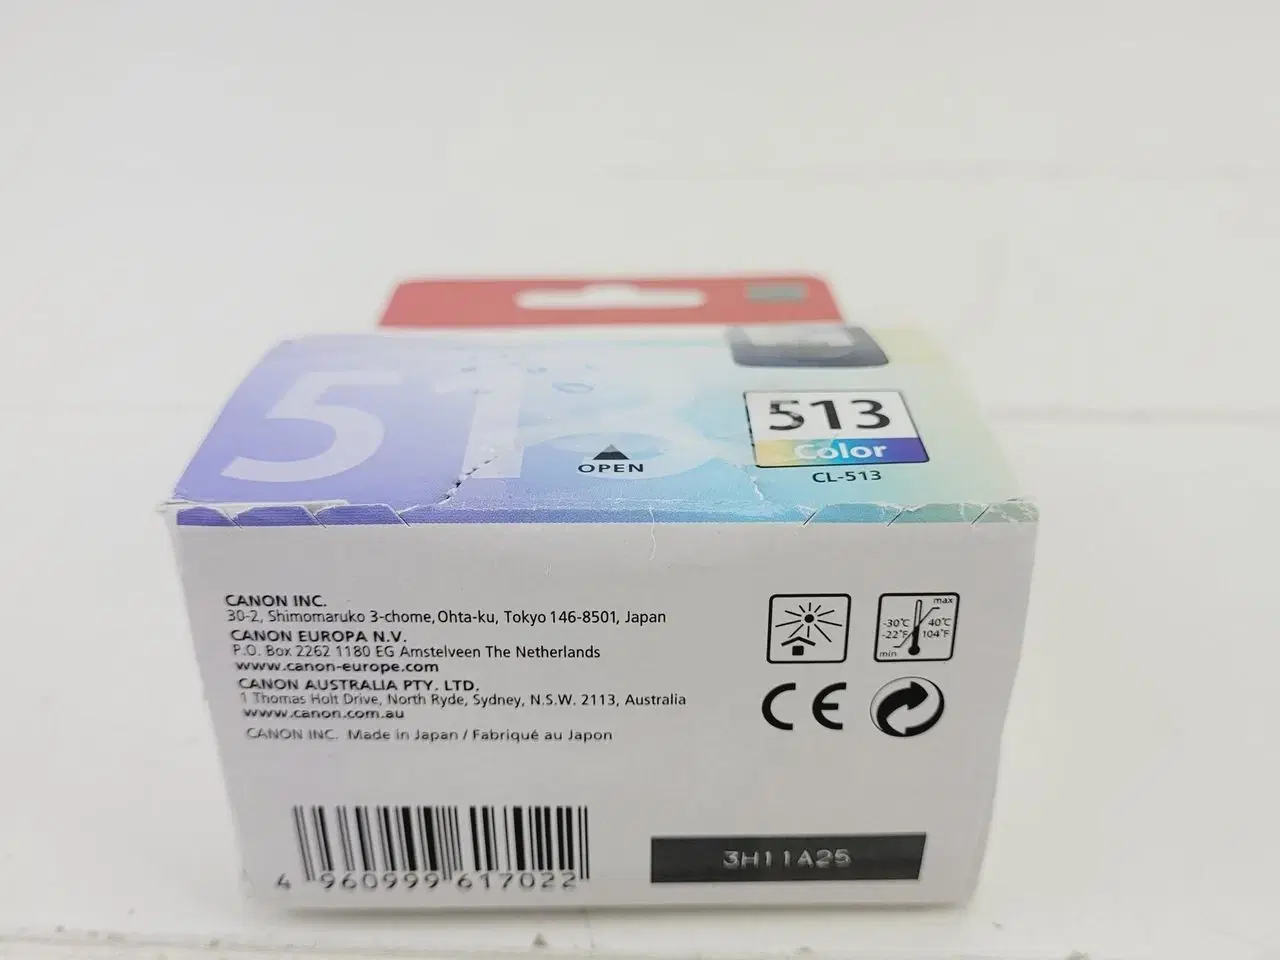 513
513
Color
CL-513
OPEN
CANON INC.
30-2, Shimomaruko 3-chome, Ohta-ku, Tokyo 146-8501, Japan
CANON EUROPA N.V.
P.O. Box 2262 1180 EG Amstelveen The Netherlands
www.canon-europe.com
CANON AUSTRALIA PTY. LTD.
1 Thomas Holt Drive, North Ryde, Sydney, N.S.W. 2113, Australia
www.canon.com.au
CANON INC. Made in Japan / Fabriqué au Japon
max
-30°C 40°C
-22°F 104°F
min
CE
4 960999 617022
3H11A25